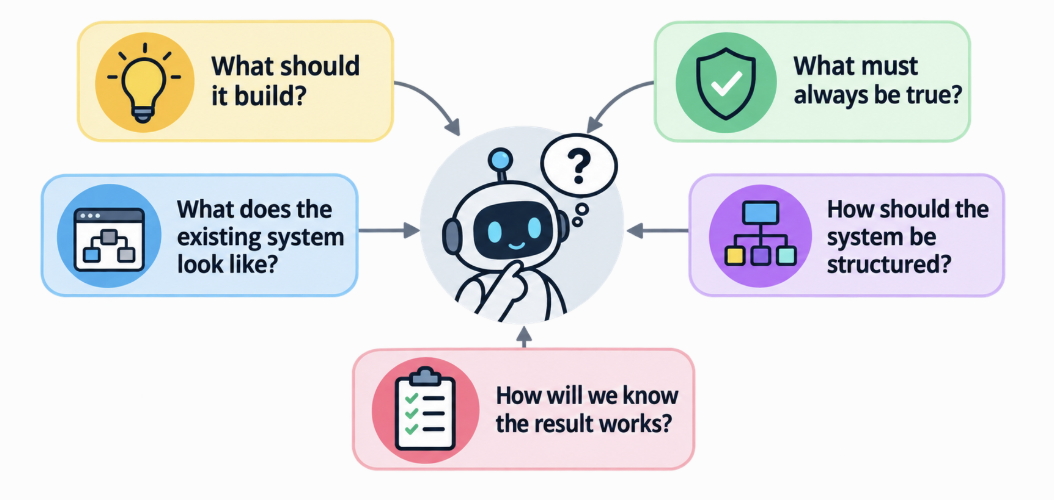 What should
it build?
What must
always be true?
What does the
existing system
look like?
?
How should the
system be
structured?
How will we know
the result works?